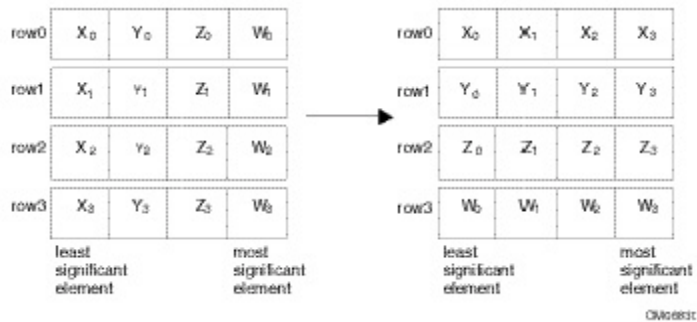 row0 X₀ Y₀ Z₀ W₀ row0 X₀ X₁ X₂ X₃
row1 X₁ Y₁ Z₁ W₁ row1 Y₀ Y₁ Y₂ Y₃
row2 X₂ Y₂ Z₂ W₂ row2 Z₀ Z₁ Z₂ Z₃
row3 X₃ Y₃ Z₃ W₃ row3 W₀ W₁ W₂ W₃
least most least most
significant significant significant significant
element element element element